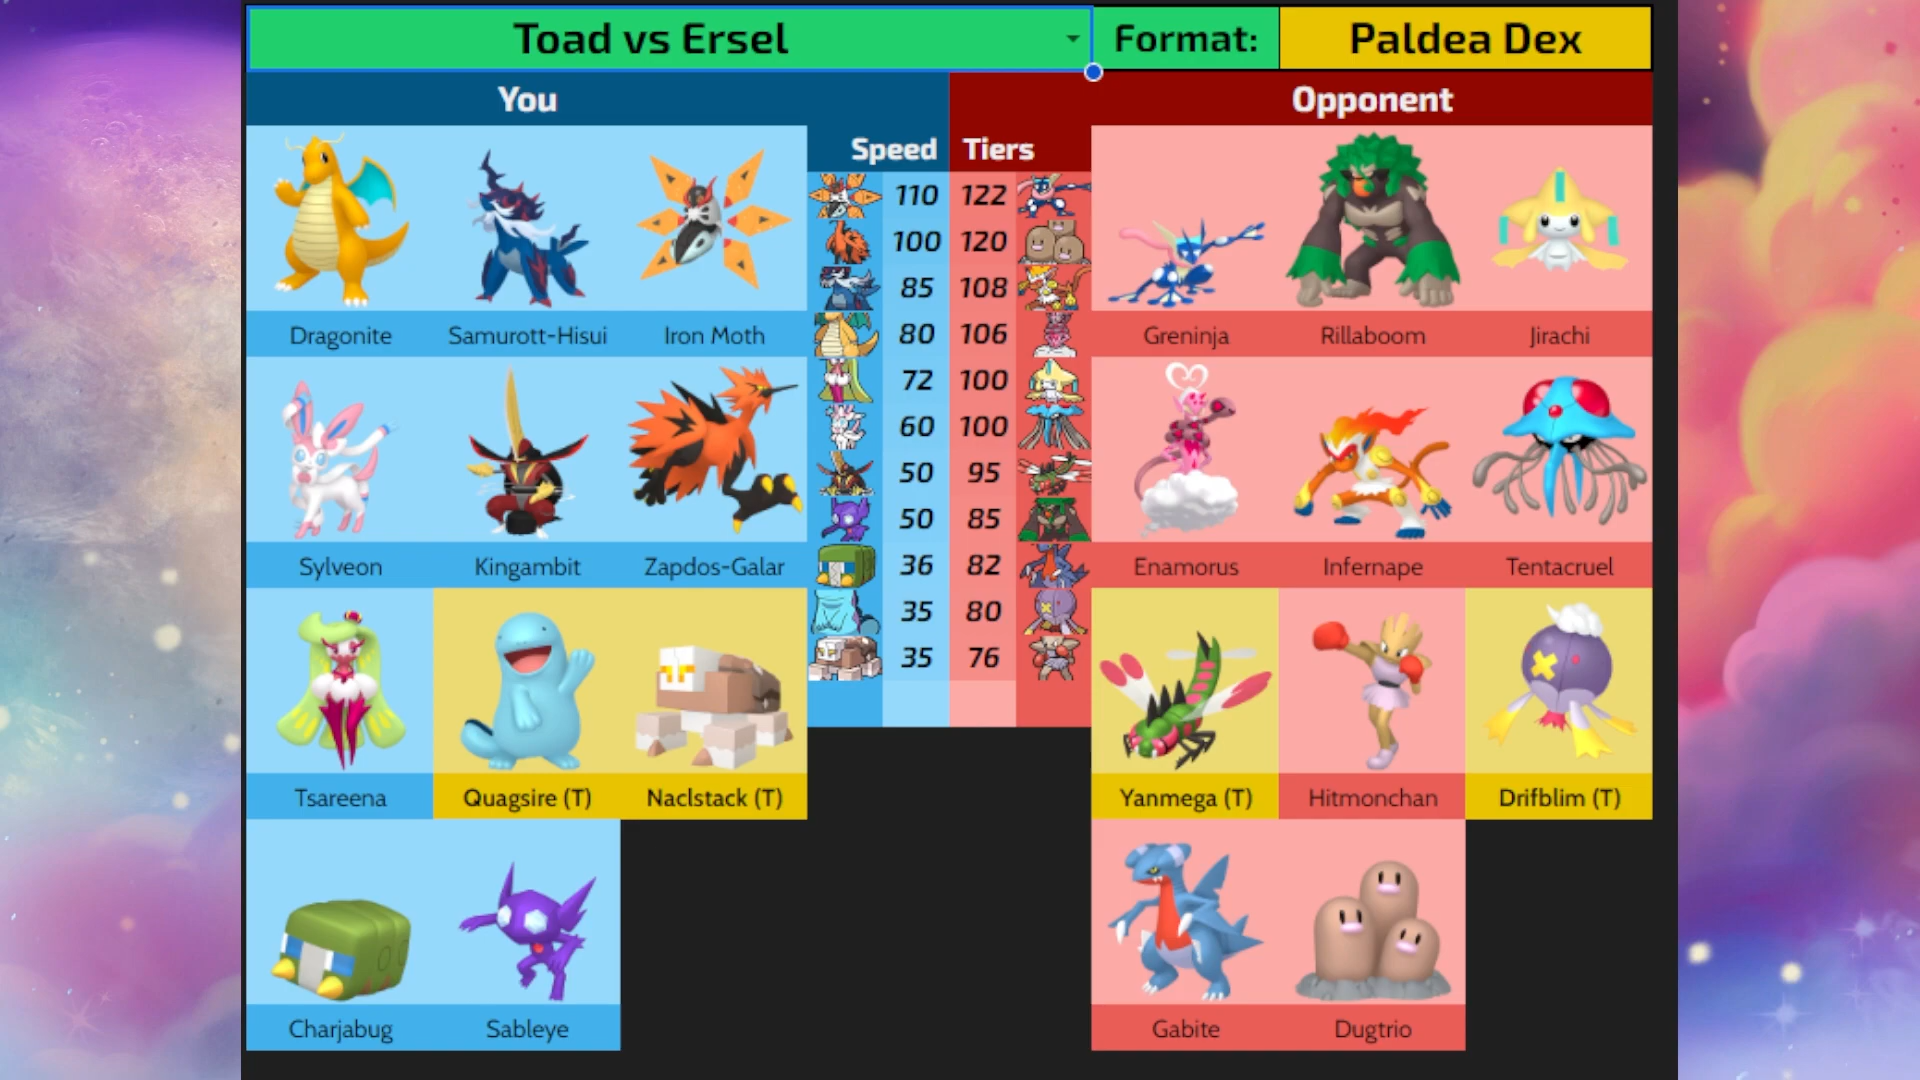 Toad vs Ersel Format: Paldea Dex
You Opponent
Speed Tiers
110 122
100 120
85 108
80 106
72 100
60 100
50 95
50 85
36 82
35 80
35 76
Dragonite Samurott-Hisui Iron Moth Greninja Rillaboom Jirachi
Sylveon Kingambit Zapdos-Galar Enamorus Infernape Tentacruel
Tsareena Quagsire (T) Naclstack (T) Yanmega (T) Hitmonchan Drifblim (T)
Charjabug Sableye Gabite Dugtrio